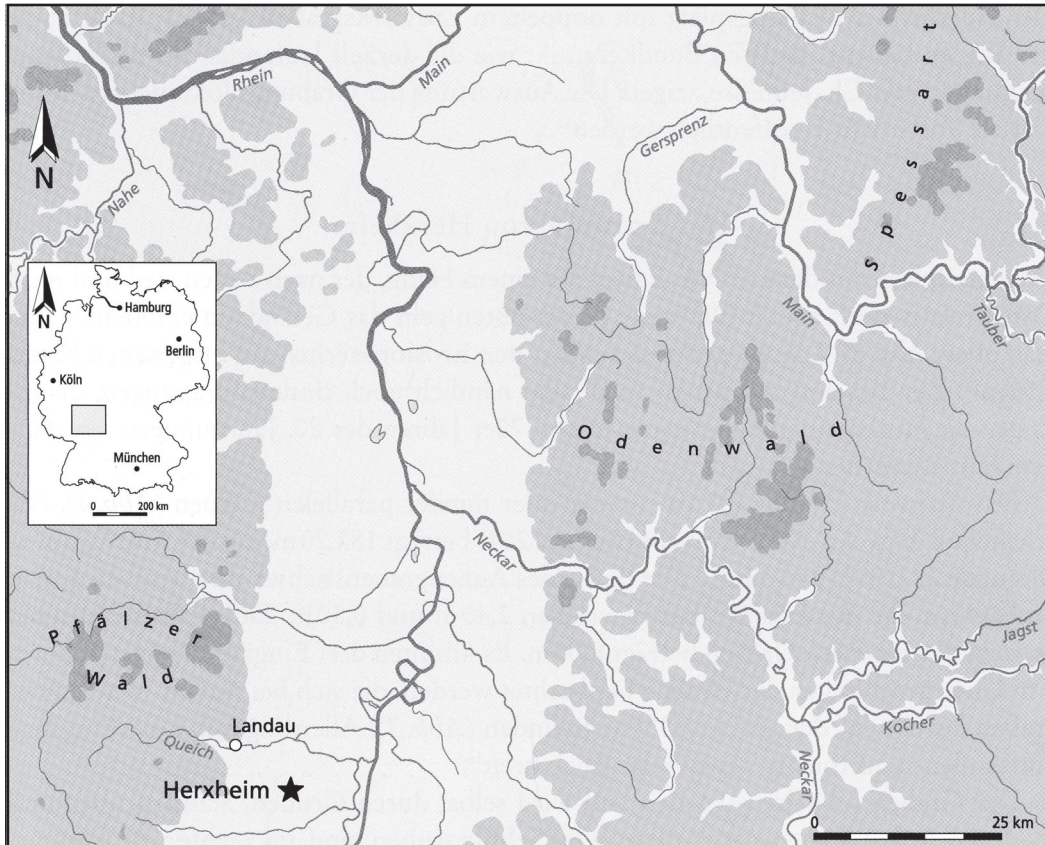 Rhein
Main
Gersprenz
Spessart
N
Nahe
Main
Tauber
N
Hamburg
Berlin
Köln
München
0 200 km
Odenwald
Neckar
Pfälzer
Wald
Jagst
Landau
Queich
Kocher
Herxheim
Neckar
0 25 km